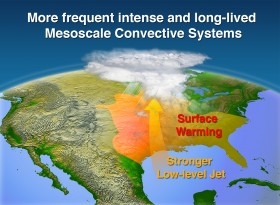 More frequent intense and long-lived
Mesoscale Convective Systems
Surface
Warming
Stronger
Low-level Jet